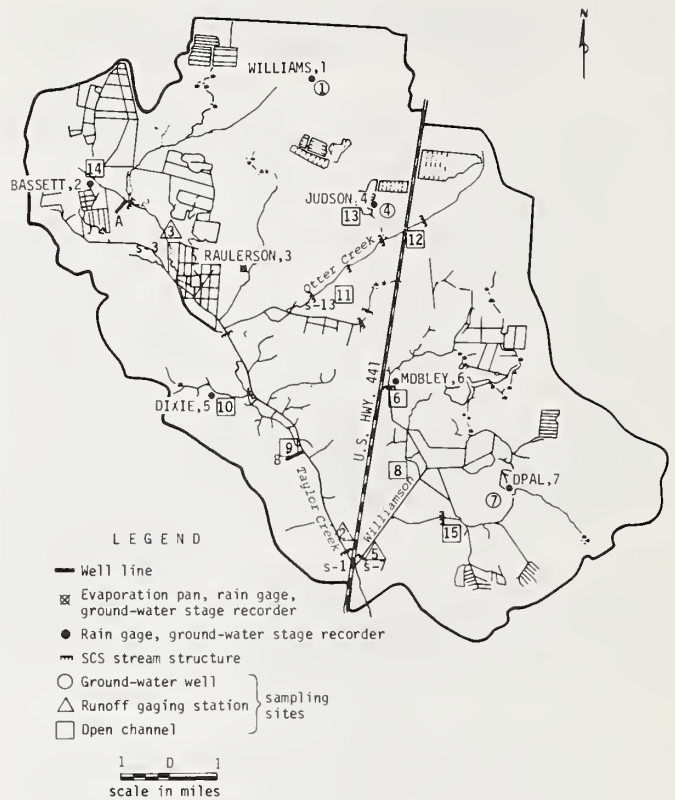 N
WILLIAMS,1
1
14
BASSETT,2
A
3
s-3
JUDSON,4
13
4
12
RAULERSON,3
Otter Creek
11
s-13
U.S. HWY. 441
MOBLEY,6
6
DIXIE,5
10
9
8
Taylor Creek
8
Williamson
DPAL,7
7
15
2
5
s-1
s-7
LEGEND
Well line
Evaporation pan, rain gage,
ground-water stage recorder
Rain gage, ground-water stage recorder
SCS stream structure
Ground-water well
Runoff gaging station
Open channel
sampling
sites
1 D 1
scale in miles